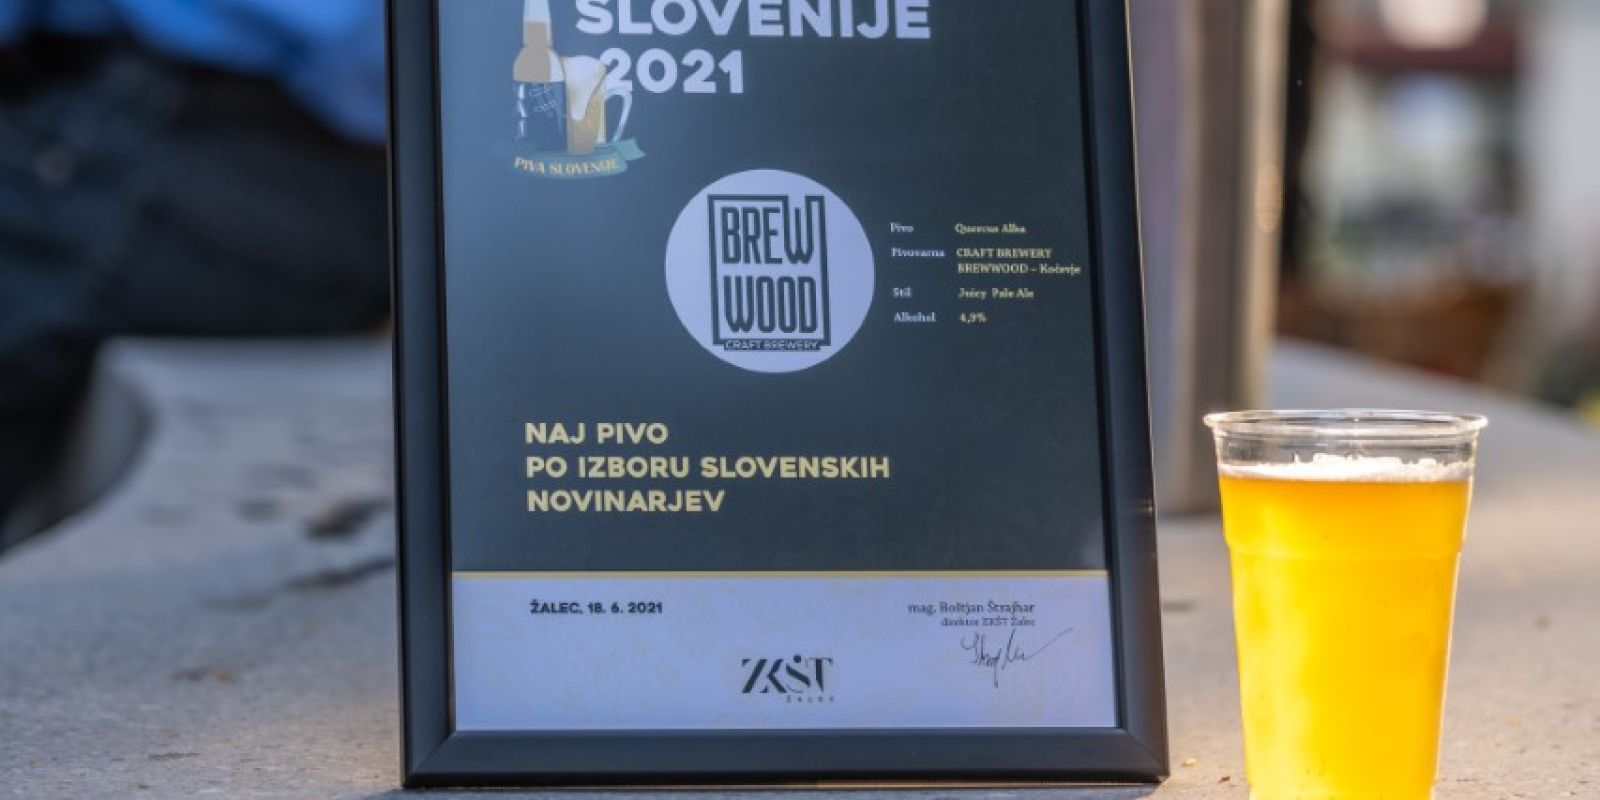 SLOVENIJE
2021
PIVA SLOVENIJE
BREW
WOOD
CRAFT BREWERY
Pivo Quercus Alba
Pivovarna CRAFT BREWERY
BREWWOOD – Kočevje
Stil Juicy Pale Ale
Alkohol 4,9%
NAJ PIVO
PO IZBORU SLOVENSKIH
NOVINARJEV
ŽALEC, 18. 6. 2021
mag. Boštjan Štrajhar
direktor ZKŠT Žalec
ZKŠT
ŽALEC